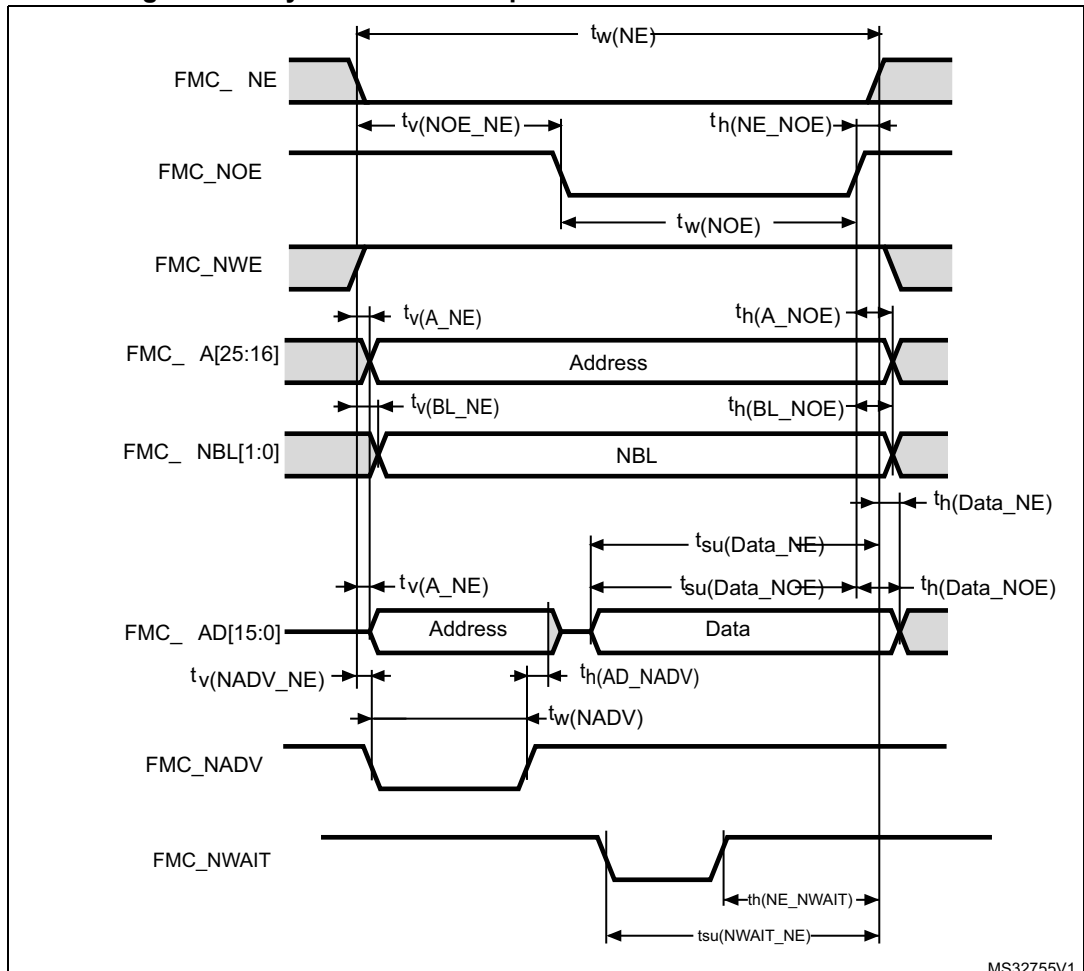 tw(NE)
FMC_ NE
tv(NOE_NE)
th(NE_NOE)
FMC_NOE
tw(NOE)
FMC_NWE
tv(A_NE)
th(A_NOE)
FMC_ A[25:16]
Address
tv(BL_NE)
th(BL_NOE)
FMC_ NBL[1:0]
NBL
th(Data_NE)
tsu(Data_NE)
tv(A_NE)
tsu(Data_NOE)
th(Data_NOE)
FMC_ AD[15:0]
Address
Data
tv(NADV_NE)
th(AD_NADV)
tw(NADV)
FMC_NADV
FMC_NWAIT
th(NE_NWAIT)
tsu(NWAIT_NE)
MS32755V1